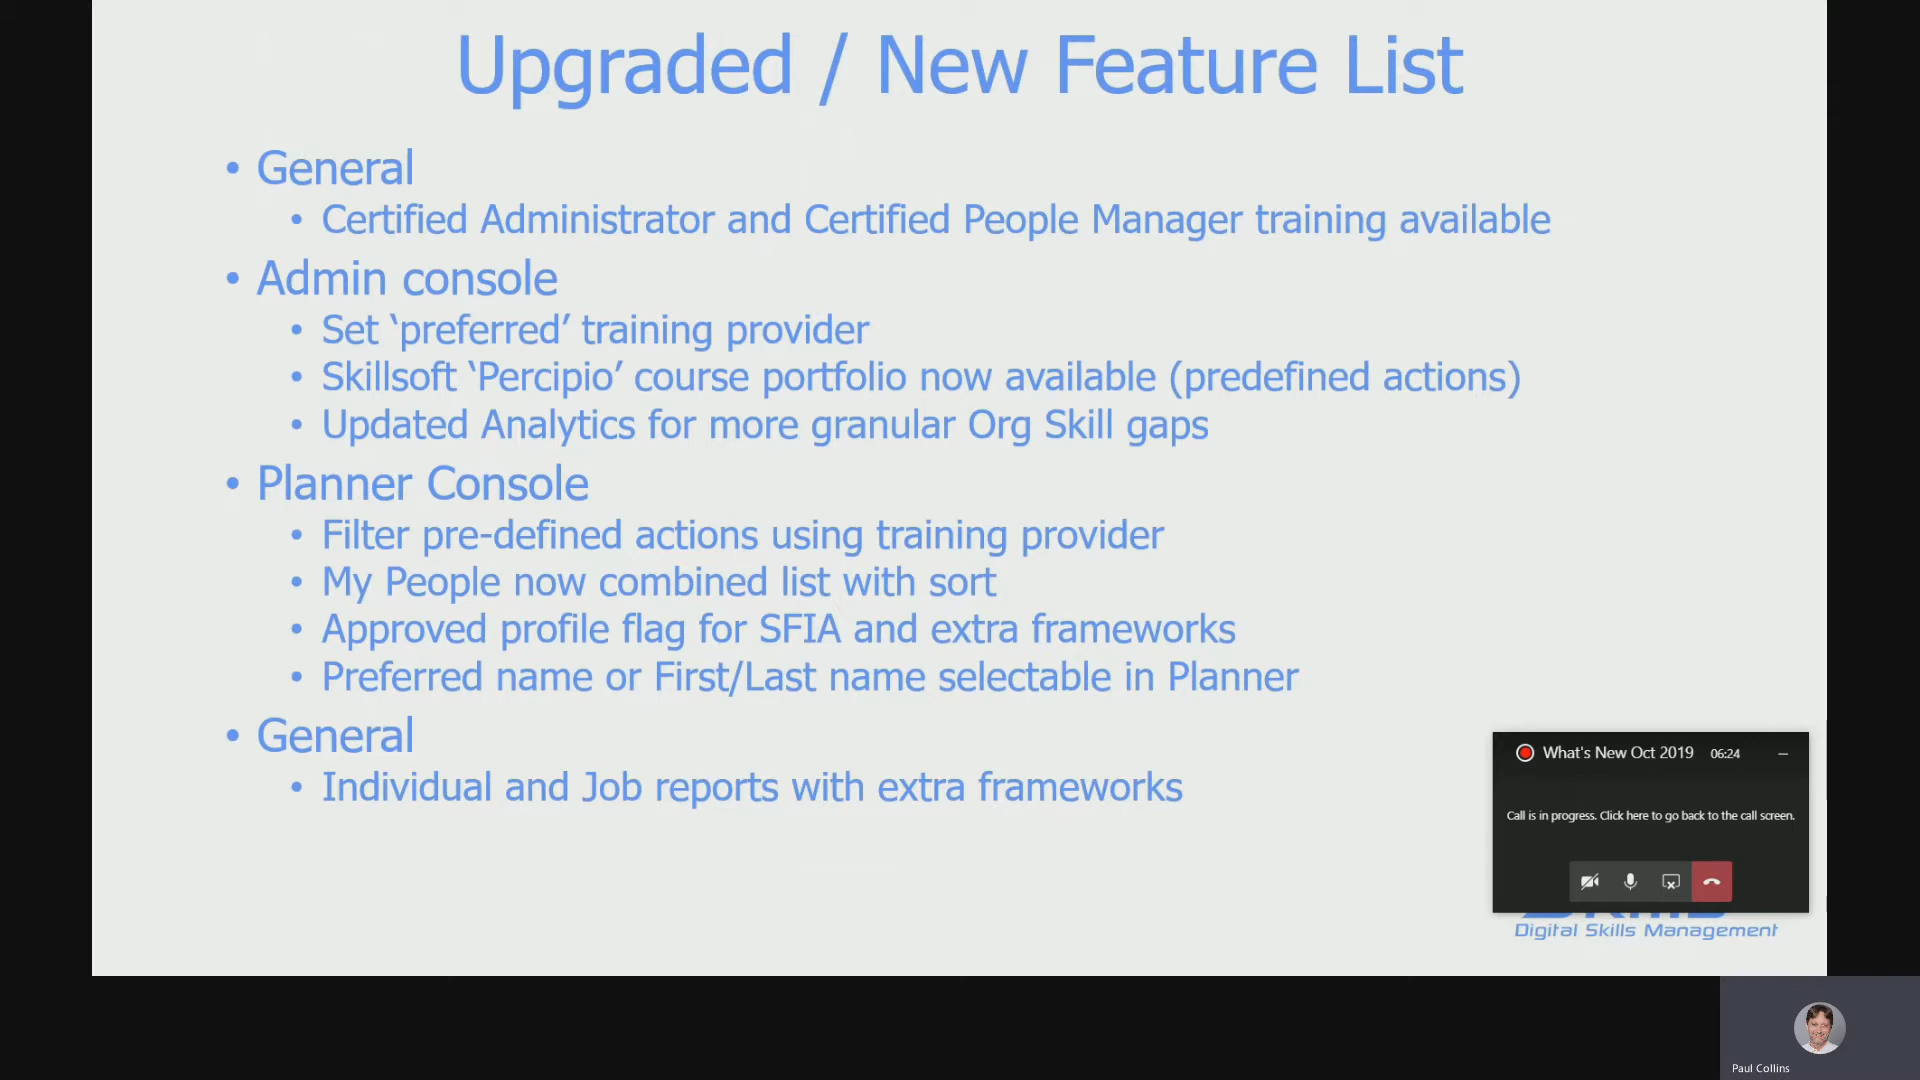 Upgraded / New Feature List
• General
• Certified Administrator and Certified People Manager training available
• Admin console
• Set ‘preferred’ training provider
• Skillsoft ‘Percipio’ course portfolio now available (predefined actions)
• Updated Analytics for more granular Org Skill gaps
• Planner Console
• Filter pre-defined actions using training provider
• My People now combined list with sort
• Approved profile flag for SFIA and extra frameworks
• Preferred name or First/Last name selectable in Planner
• General
• Individual and Job reports with extra frameworks
What's New Oct 2019 06:24
Call is in progress. Click here to go back to the call screen.
Digital Skills Management
Paul Collins